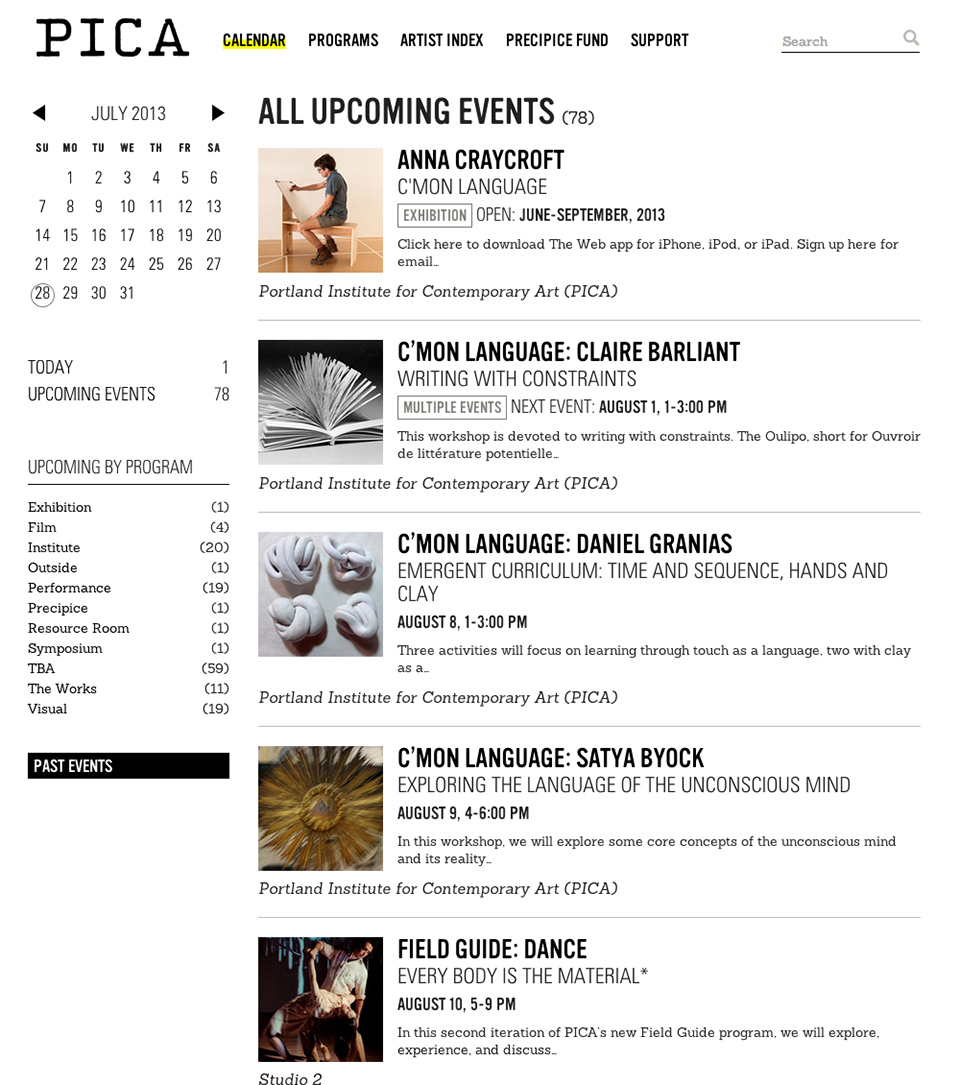 PICA
CALENDAR PROGRAMS ARTIST INDEX PRECIPICE FUND SUPPORT
Search
JULY 2013
SU MO TU WE TH FR SA
1 2 3 4 5 6
7 8 9 10 11 12 13
14 15 16 17 18 19 20
21 22 23 24 25 26 27
28 29 30 31
TODAY 1
UPCOMING EVENTS 78
UPCOMING BY PROGRAM
Exhibition (1)
Film (4)
Institute (20)
Outside (1)
Performance (19)
Precipice (1)
Resource Room (1)
Symposium (1)
TBA (59)
The Works (11)
Visual (19)
PAST EVENTS
ALL UPCOMING EVENTS (78)
ANNA CRAYCROFT
C'MON LANGUAGE
EXHIBITION OPEN: JUNE-SEPTEMBER, 2013
Click here to download The Web app for iPhone, iPod, or iPad. Sign up here for
email...
Portland Institute for Contemporary Art (PICA)
C’MON LANGUAGE: CLAIRE BARLIANT
WRITING WITH CONSTRAINTS
MULTIPLE EVENTS NEXT EVENT: AUGUST 1, 1-3:00 PM
This workshop is devoted to writing with constraints. The Oulipo, short for Ouvroir
de littérature potentielle...
Portland Institute for Contemporary Art (PICA)
C’MON LANGUAGE: DANIEL GRANIAS
EMERGENT CURRICULUM: TIME AND SEQUENCE, HANDS AND
CLAY
AUGUST 8, 1-3:00 PM
Three activities will focus on learning through touch as a language, two with clay
as a...
Portland Institute for Contemporary Art (PICA)
C’MON LANGUAGE: SATYA BYOCK
EXPLORING THE LANGUAGE OF THE UNCONSCIOUS MIND
AUGUST 9, 4-6:00 PM
In this workshop, we will explore some core concepts of the unconscious mind
and its reality...
Portland Institute for Contemporary Art (PICA)
FIELD GUIDE: DANCE
EVERY BODY IS THE MATERIAL*
AUGUST 10, 5-9 PM
In this second iteration of PICA's new Field Guide program, we will explore,
experience, and discuss...
Studio 2